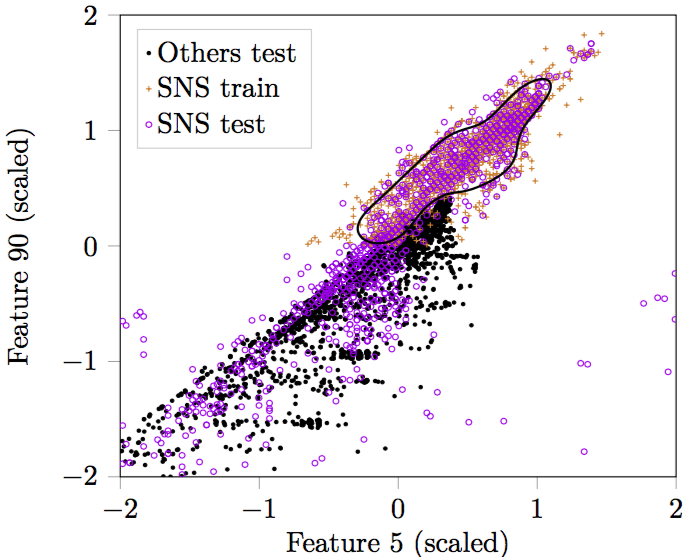 2
1
0
−1
−2
−2
−1
0
1
2
Feature 90 (scaled)
Feature 5 (scaled)
Others test
SNS train
SNS test